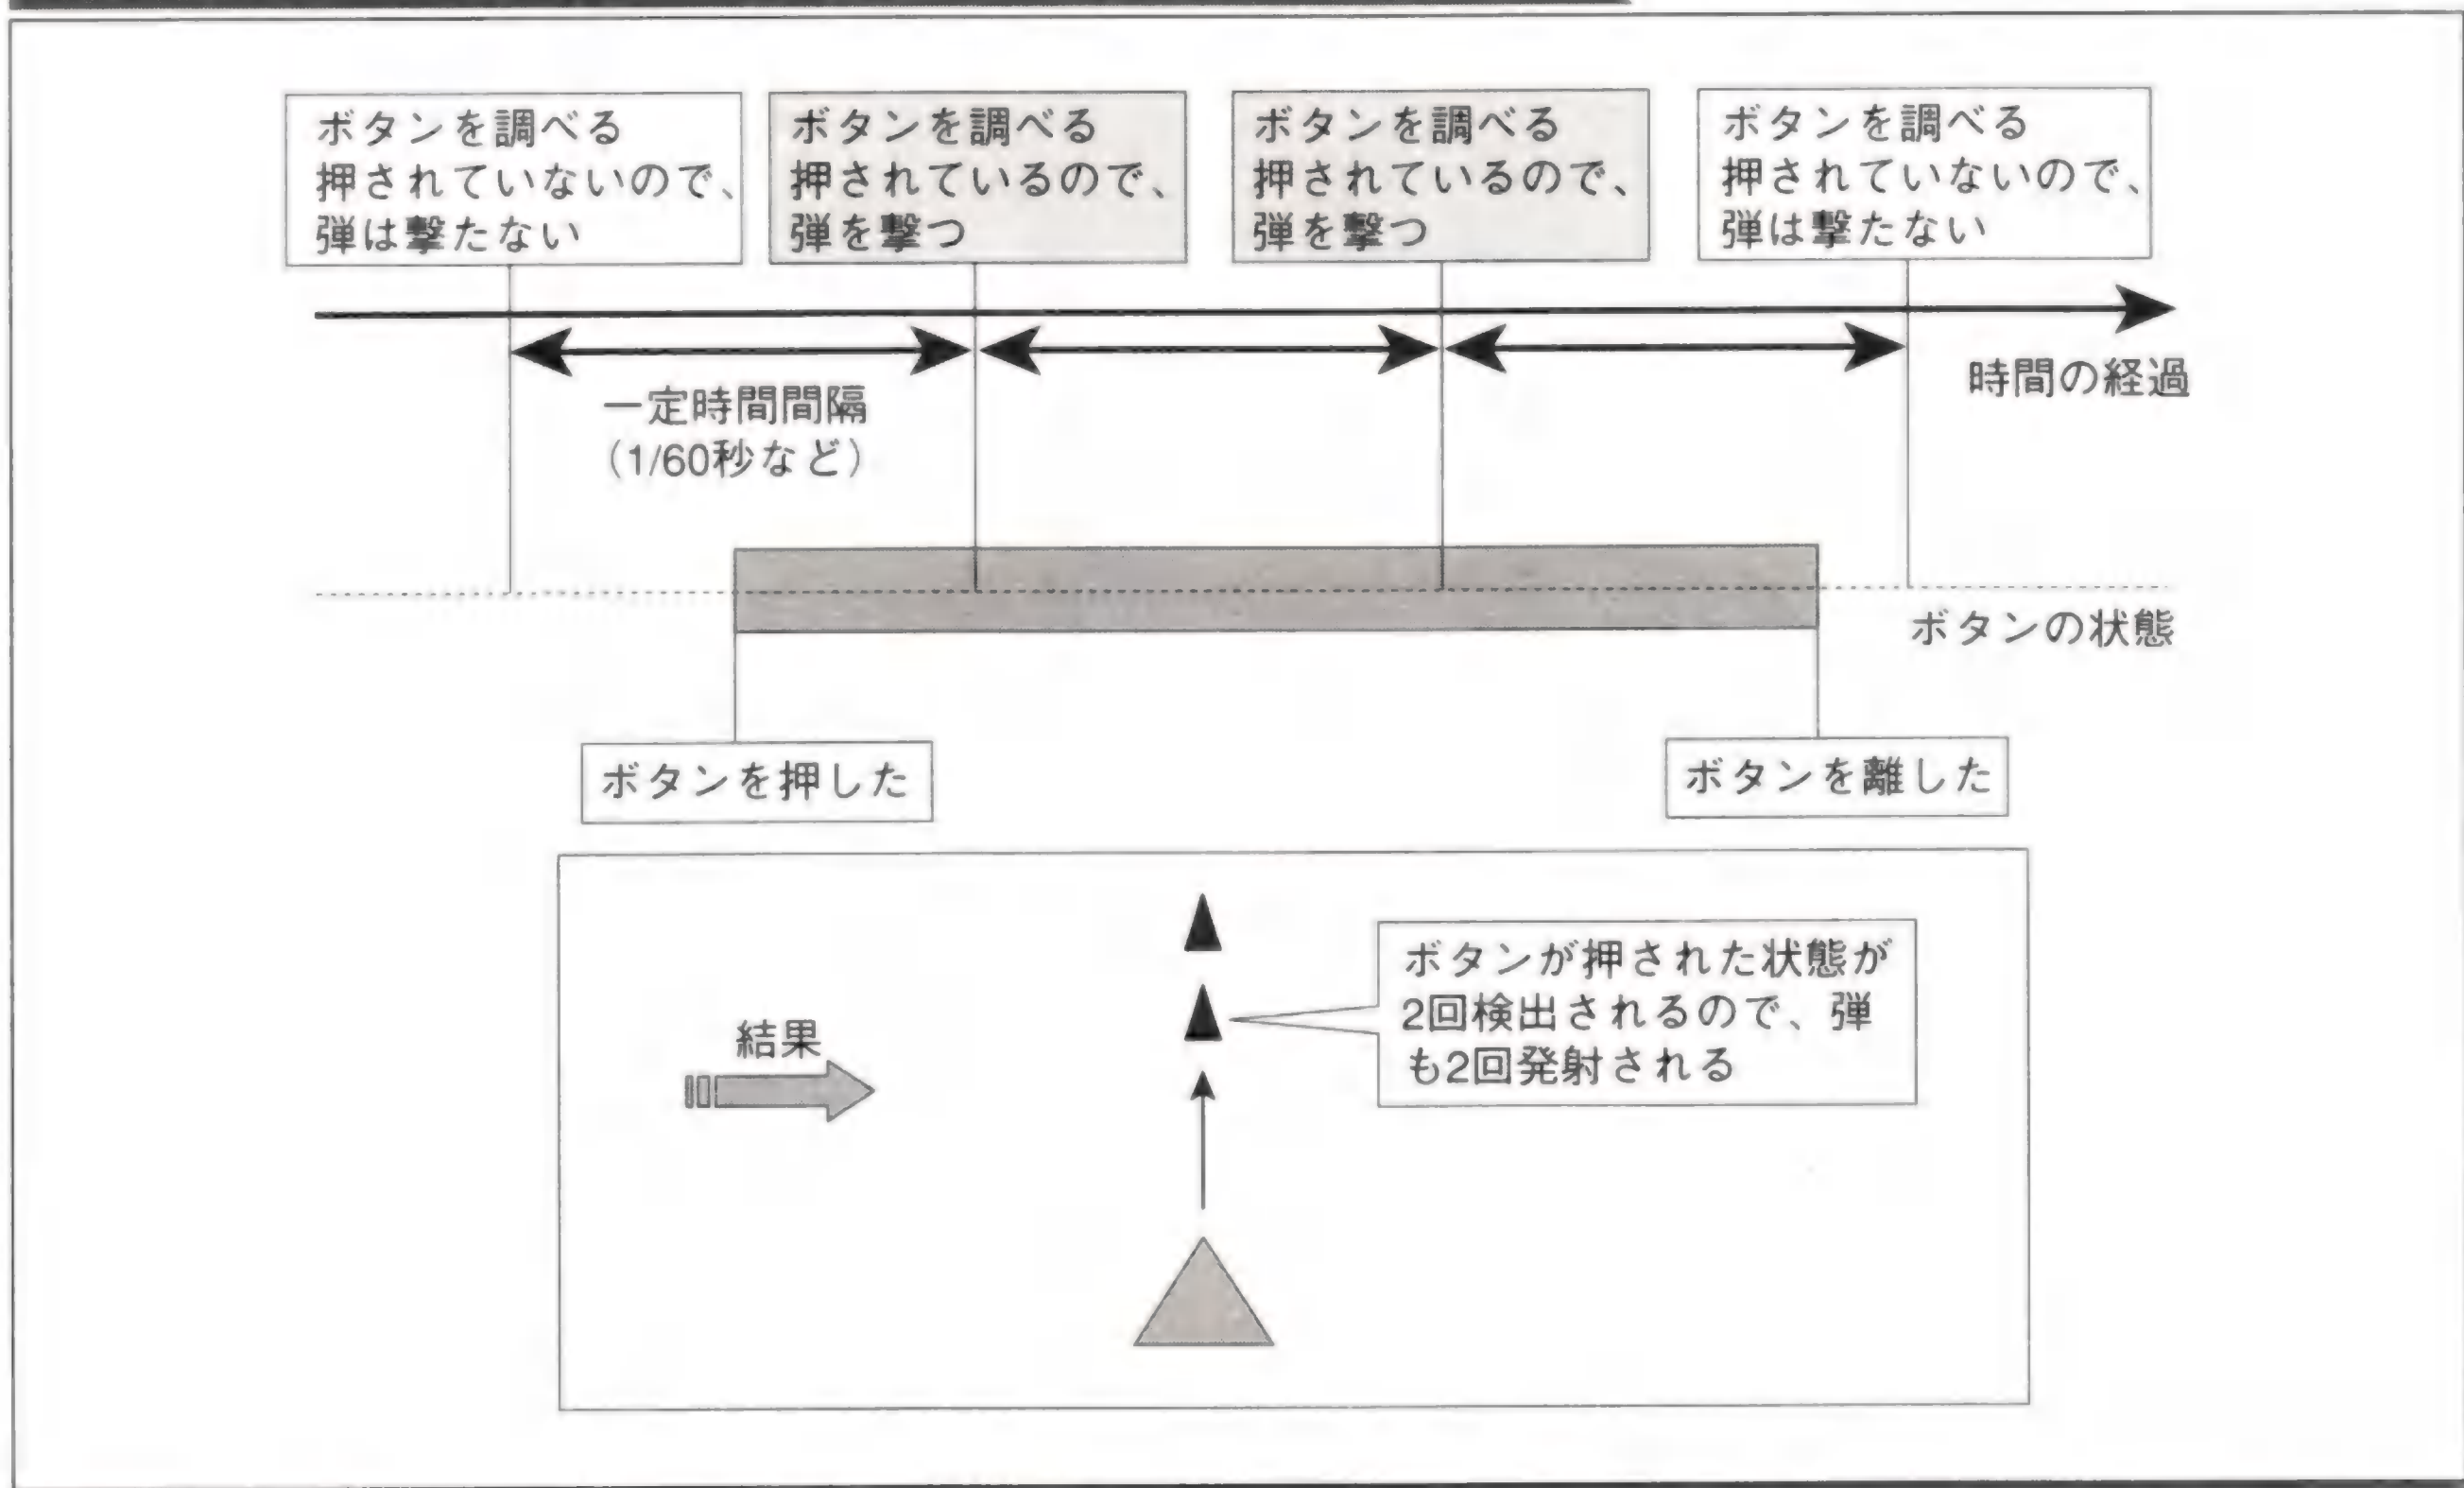 ボタンを調べる
押されていないので、
弾は撃たない
ボタンを調べる
押されているので、
弾を撃つ
ボタンを調べる
押されているので、
弾を撃つ
ボタンを調べる
押されていないので、
弾は撃たない
時間の経過
一定時間間隔
（1/60秒など）
ボタンの状態
ボタンを押した
ボタンを離した
結果
ボタンが押された状態が
2回検出されるので、弾
も2回発射される